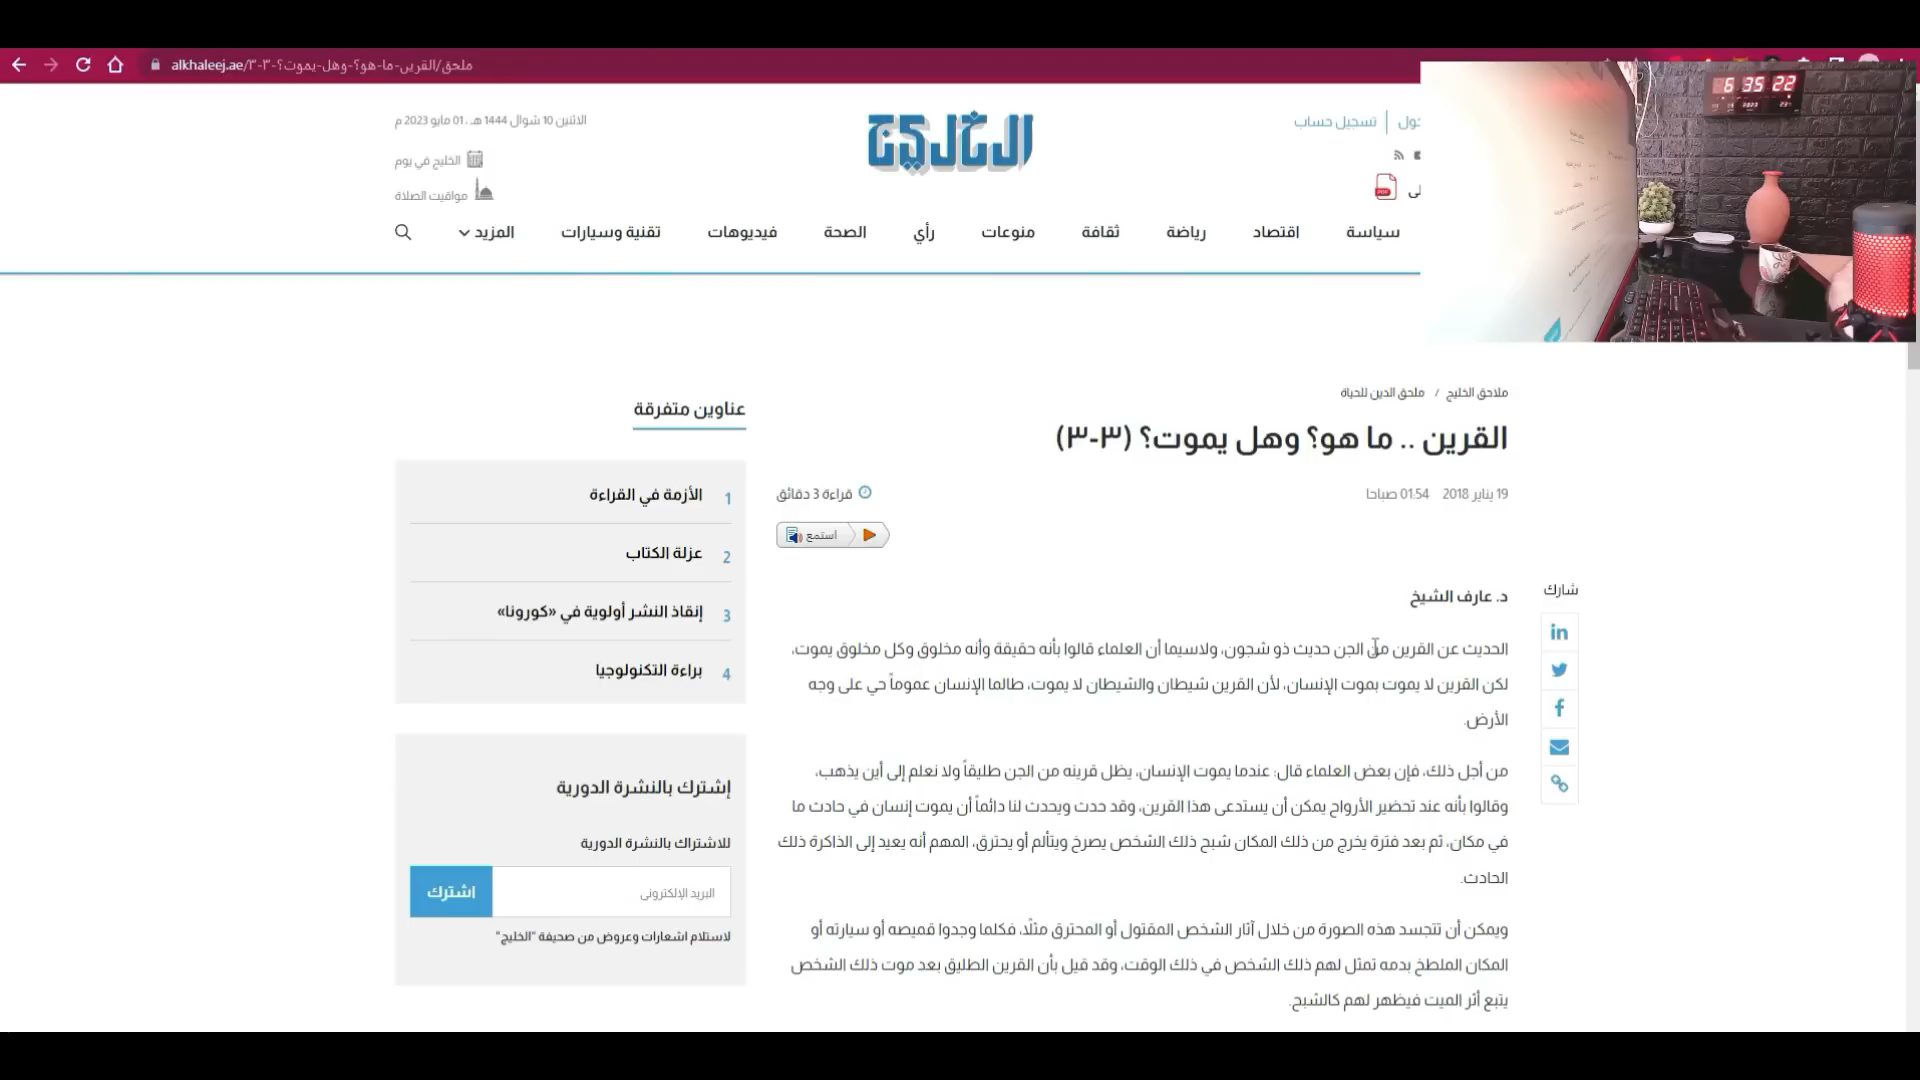 alkhaleej.ae/ملحق/القرين-ما-هو؟-وهل-يموت؟-٣-٣
6 35 22
الاثنين 10 شوال 1444 هـ ، 01 مايو 2023 م
الخليج في يوم
مواقيت الصلاة
الخليج
تسجيل حساب
سياسة
اقتصاد
رياضة
ثقافة
منوعات
رأي
الصحة
فيديوهات
تقنية وسيارات
المزيد
ملاحق الخليج / ملحق الدين للحياة
القرين .. ما هو؟ وهل يموت؟ (٣-٣)
19 يناير 2018 01:54 صباحا
قراءة 3 دقائق
استمع
شارك
د. عارف الشيخ
الحديث عن القرين من الجن حديث ذو شجون، ولاسيما أن العلماء قالوا بأنه حقيقة وأنه مخلوق وكل مخلوق يموت،
لكن القرين لا يموت بموت الإنسان، لأن القرين شيطان والشيطان لا يموت، طالما الإنسان عموماً حي على وجه
الأرض.
من أجل ذلك، فإن بعض العلماء قال: عندما يموت الإنسان، يظل قرينه من الجن طليقاً ولا نعلم إلى أين يذهب،
وقالوا بأنه عند تحضير الأرواح يمكن أن يستدعى هذا القرين، وقد حدث ويحدث لنا دائماً أن يموت إنسان في حادث ما
في مكان، ثم بعد فترة يخرج من ذلك المكان شبح ذلك الشخص يصرخ ويتألم أو يحترق، المهم أنه يعيد إلى الذاكرة ذلك
الحادث.
ويمكن أن تتجسد هذه الصورة من خلال آثار الشخص المقتول أو المحترق مثلًا، فكلما وجدوا قميصه أو سيارته أو
المكان الملطخ بدمه تمثل لهم ذلك الشخص في ذلك الوقت، وقد قيل بأن القرين الطليق بعد موت ذلك الشخص
يتبع أثر الميت فيظهر لهم كالشبح.
عناوين متفرقة
1 الأزمة في القراءة
2 عزلة الكتاب
3 إنقاذ النشر أولوية في «كورونا»
4 براءة التكنولوجيا
إشترك بالنشرة الدورية
للاشتراك بالنشرة الدورية
البريد الإلكترونى
اشترك
لاستلام اشعارات وعروض من صحيفة "الخليج"